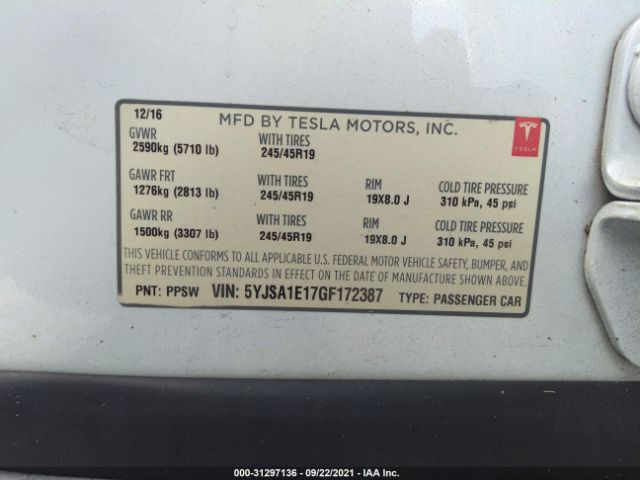 12/16
MFD BY TESLA MOTORS, INC.
TESLA
GVWR WITH TIRES
2590kg (5710 lb) 245/45R19
GAWR FRT WITH TIRES RIM COLD TIRE PRESSURE
1276kg (2813 lb) 245/45R19 19X8.0 J 310 kPa, 45 psi
GAWR RR WITH TIRES RIM COLD TIRE PRESSURE
1500kg (3307 lb) 245/45R19 19X8.0 J 310 kPa, 45 psi
THIS VEHICLE CONFORMS TO ALL APPLICABLE U.S. FEDERAL MOTOR VEHICLE SAFETY, BUMPER, AND
THEFT PREVENTION STANDARDS IN EFFECT ON THE DATE OF MANUFACTURE SHOWN ABOVE.
PNT: PPSW VIN: 5YJSA1E17GF172387 TYPE: PASSENGER CAR
000-31297136 - 09/22/2021 - IAAI.COM